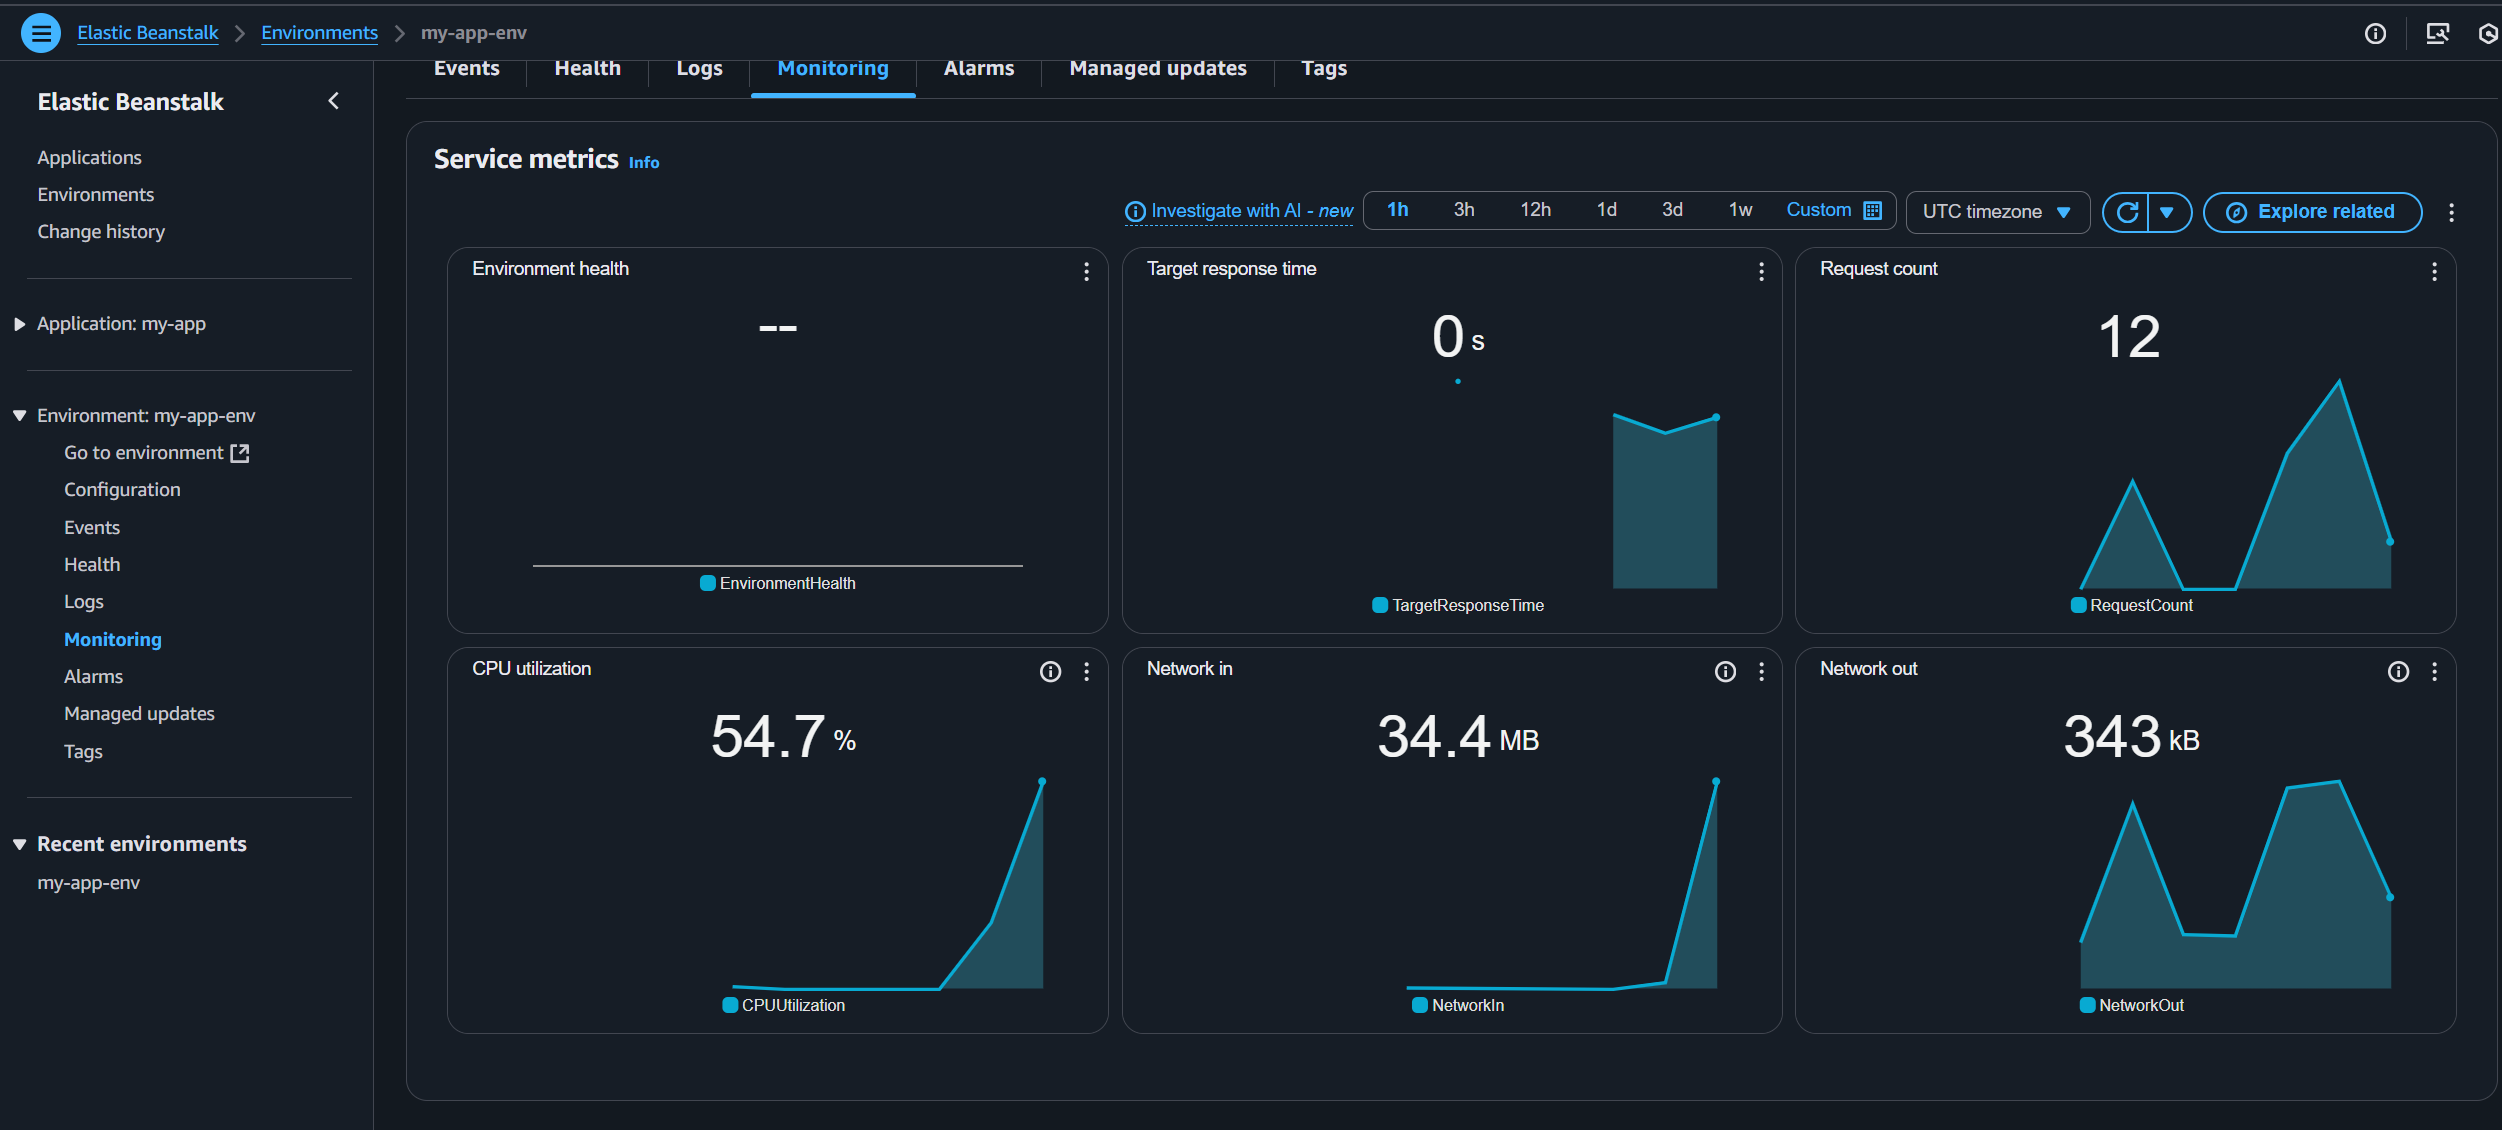 Elastic Beanstalk > Environments > my-app-env
Events Health Logs Monitoring Alarms Managed updates Tags
Elastic Beanstalk
Applications
Environments
Change history
Application: my-app
Environment: my-app-env
Go to environment
Configuration
Events
Health
Logs
Monitoring
Alarms
Managed updates
Tags
Recent environments
my-app-env
Service metrics Info
Investigate with AI - new 1h 3h 12h 1d 3d 1w Custom UTC timezone Explore related
Environment health
--
EnvironmentHealth
Target response time
0 s
TargetResponseTime
Request count
12
RequestCount
CPU utilization
54.7 %
CPUUtilization
Network in
34.4 MB
NetworkIn
Network out
343 kB
NetworkOut